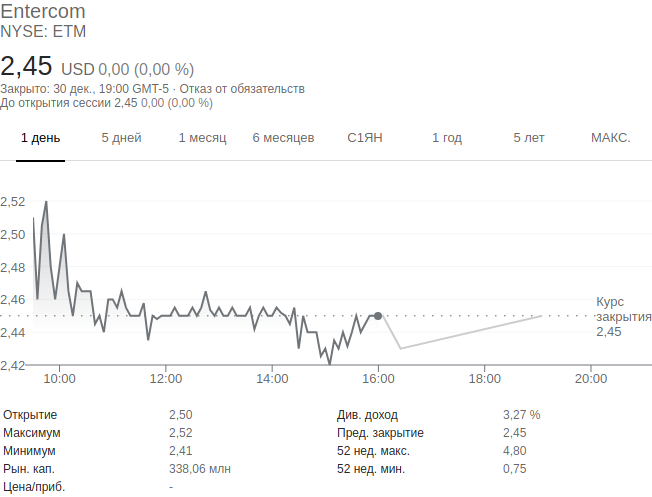 Entercom
NYSE: ETM
2,45 USD 0,00 (0,00 %)
Закрыто: 30 дек., 19:00 GMT-5 · Отказ от обязательств
До открытия сессии 2,45 0,00 (0,00 %)
1 день 5 дней 1 месяц 6 месяцев С1ЯН 1 год 5 лет МАКС.
2,52
2,50
2,48
2,46
2,44
2,42
Курс
закрытия
2,45
10:00 12:00 14:00 16:00 18:00 20:00
Открытие 2,50 Див. доход 3,27 %
Максимум 2,52 Пред. закрытие 2,45
Минимум 2,41 52 нед. макс. 4,80
Рын. кап. 338,06 млн 52 нед. мин. 0,75
Цена/приб. -